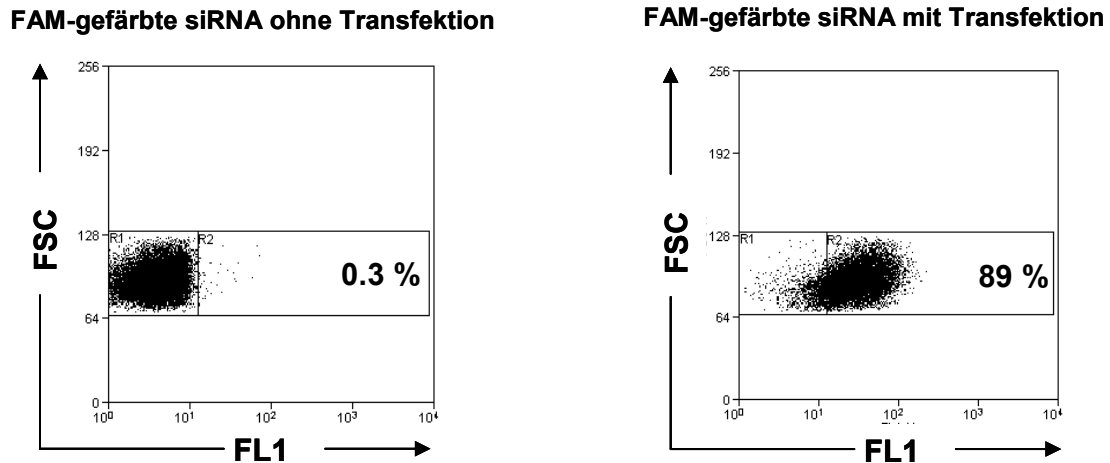 FAM-gefärbte siRNA ohne Transfektion
FAM-gefärbte siRNA mit Transfektion
256
192
128
64
0
FSC
R1
R2
0.3 %
10⁰
10¹
10²
10³
10⁴
FL1
256
192
128
64
0
FSC
R1
R2
89 %
10⁰
10¹
10²
10³
10⁴
FL1